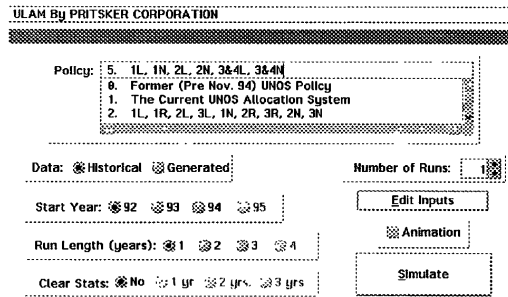 ULAM By PRITSKER CORPORATION
Policy: 5. 1L, 1N, 2L, 2N, 3&4L, 3&4N
0. Former (Pre Nov. 94) UNOS Policy
1. The Current UNOS Allocation System
2. 1L, 1R, 2L, 3L, 1N, 2R, 3R, 2N, 3N
Data: Historical Generated
Number of Runs: 1
Start Year: 92 93 94 95
Edit Inputs
Run Length (years): 1 2 3 4
Animation
Clear Stats: No 1 yr 2 yrs. 3 yrs
Simulate